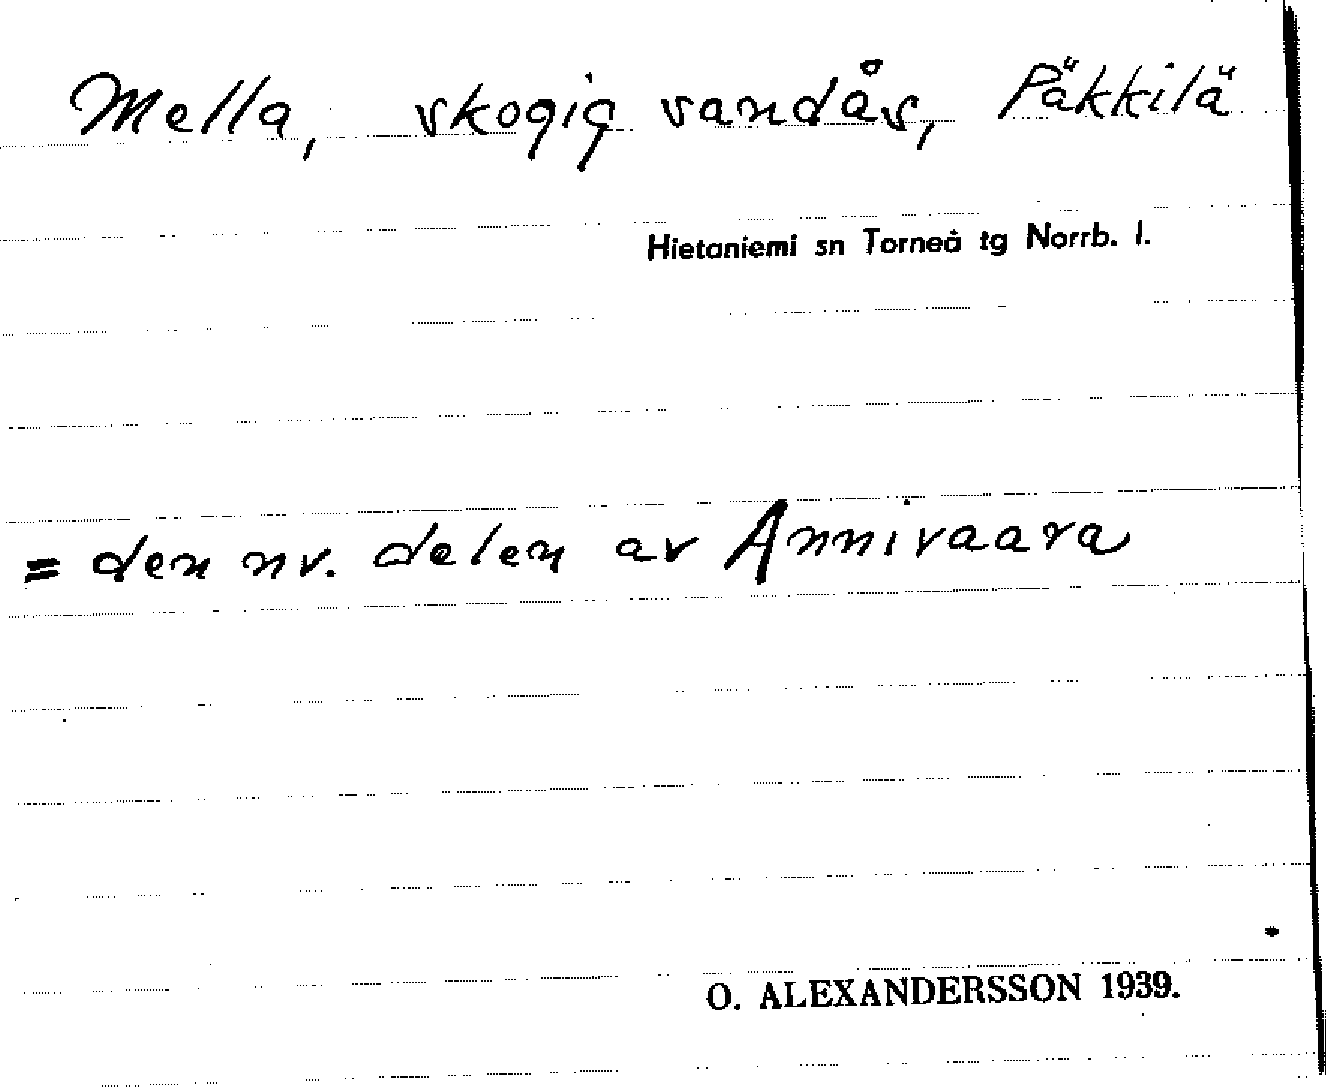 Mella, skogig sandås, Päkkilä
Hietaniemi sn Torneå tg Norrb. l.
= den nv. delen av Annivaara
O. ALEXANDERSSON 1939.